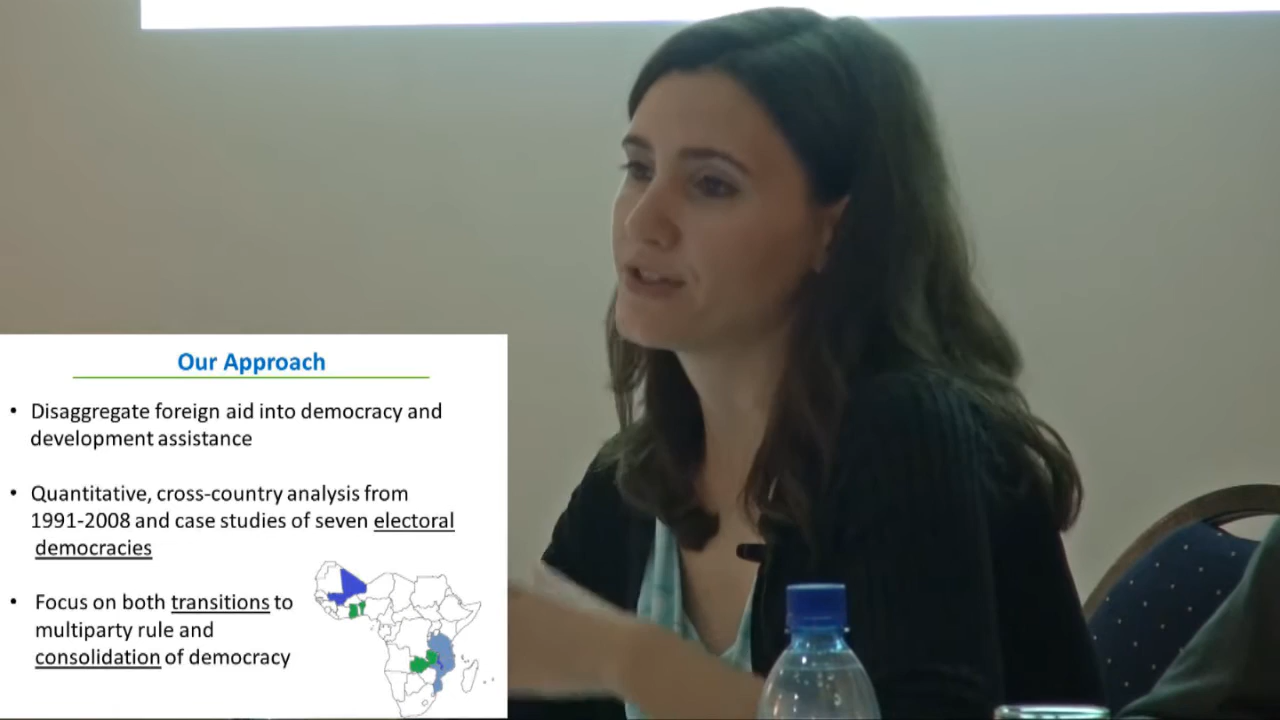 Our Approach
• Disaggregate foreign aid into democracy and
development assistance
• Quantitative, cross-country analysis from
1991-2008 and case studies of seven electoral
democracies
• Focus on both transitions to
multiparty rule and
consolidation of democracy